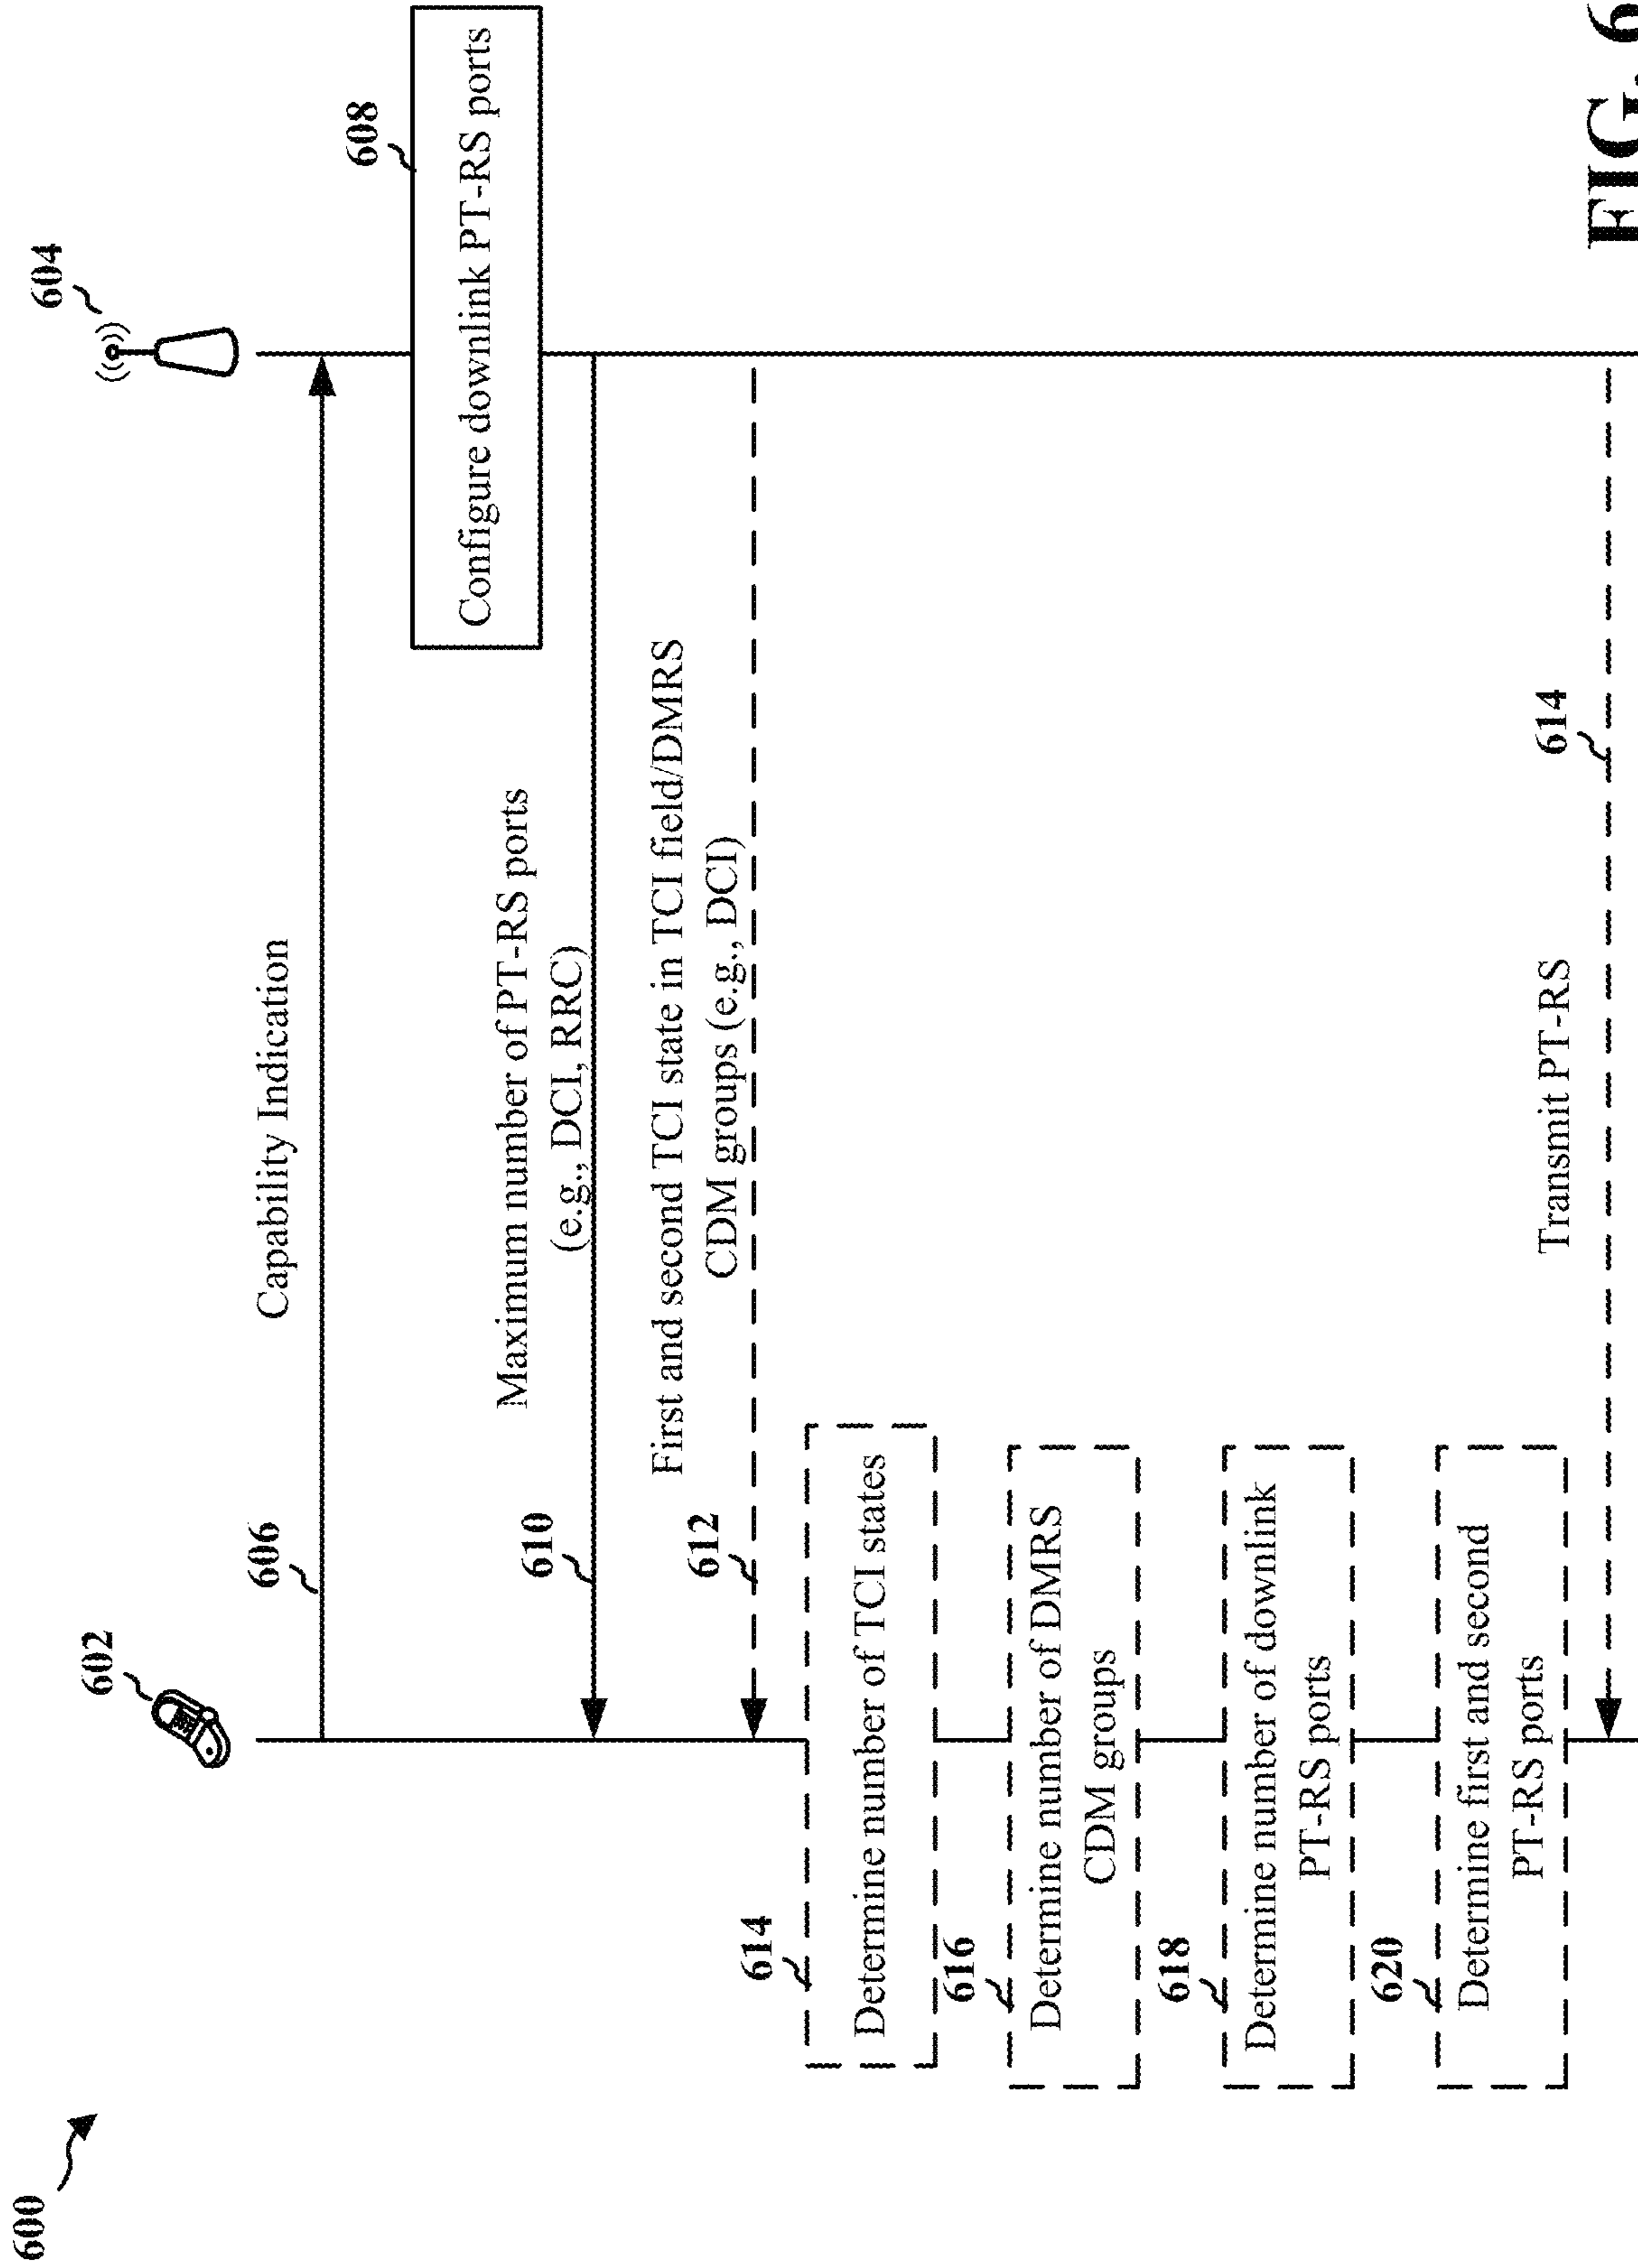 600
602
604
606
Capability Indication
608
Configure downlink PT-RS ports
Maximum number of PT-RS ports
(e.g., DCI, RRC)
610
First and second TCI state in TCI field/DMRS
CDM groups (e.g., DCI)
612
614
Determine number of TCI states
616
Determine number of DMRS
CDM groups
618
Determine number of downlink
PT-RS ports
620
Determine first and second
PT-RS ports
Transmit PT-RS
614
FIG. 6